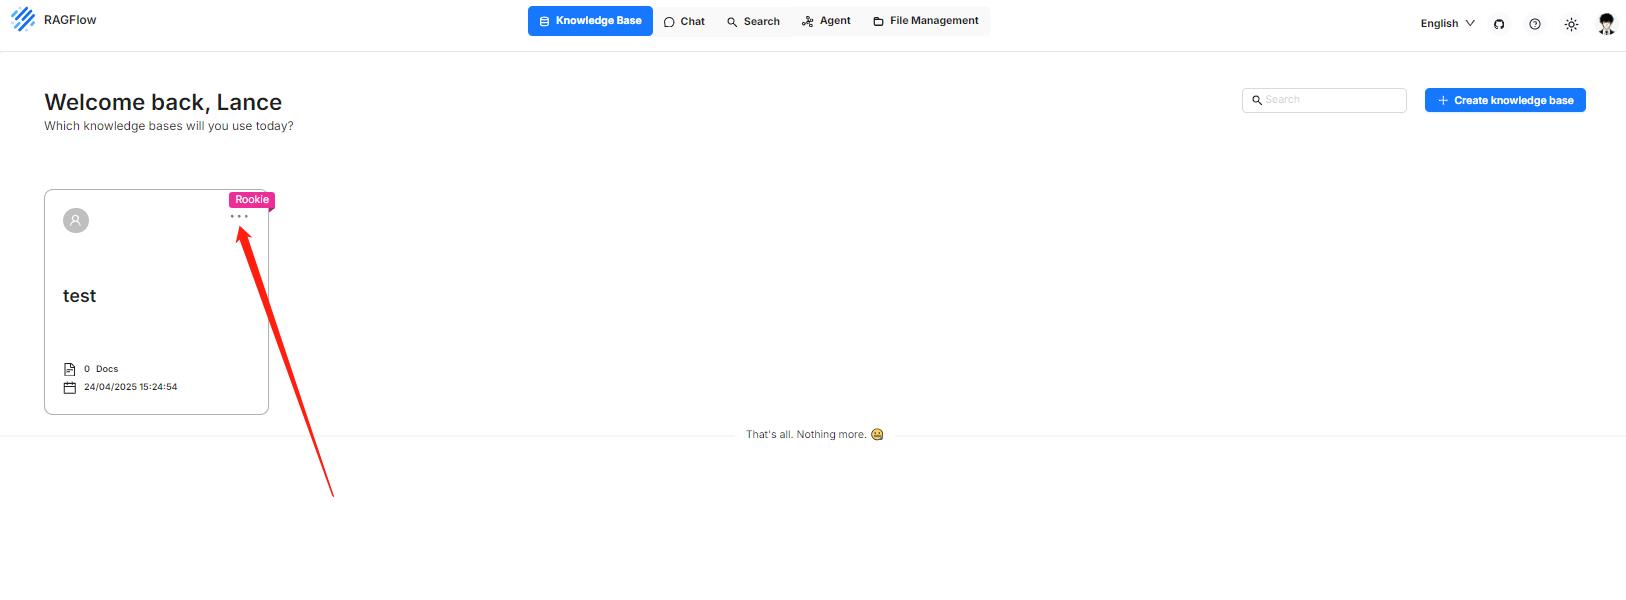 RAGFlow
Knowledge Base
Chat
Search
Agent
File Management
English
Welcome back, Lance
Which knowledge bases will you use today?
Search
Create knowledge base
Rookie
test
0 Docs
24/04/2025 15:24:54
That's all. Nothing more.